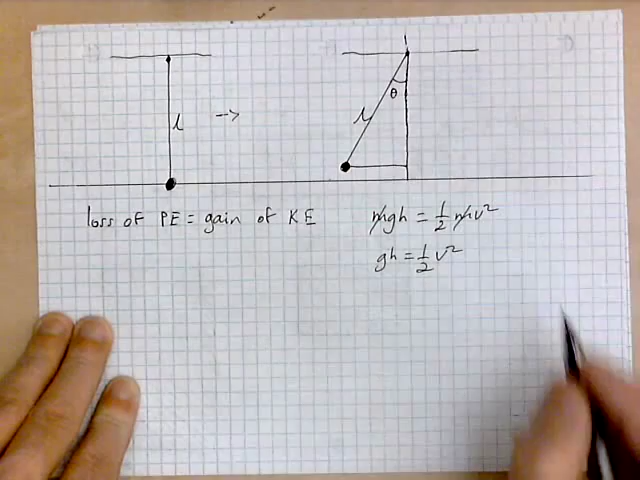 l -> l θ
loss of PE = gain of KE
mgh = 1/2 mv²
gh = 1/2 v²